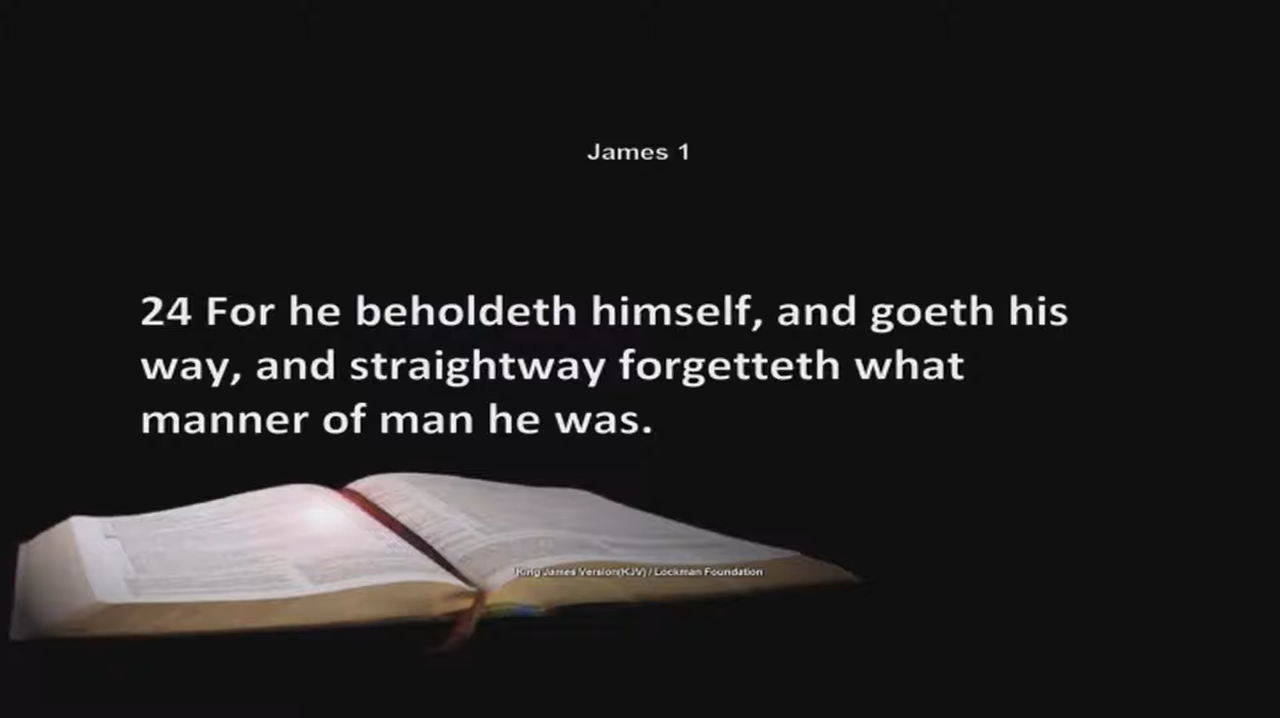 James 1
24 For he beholdeth himself, and goeth his
way, and straightway forgetteth what
manner of man he was.
King James Version(KJV) / Lockman Foundation